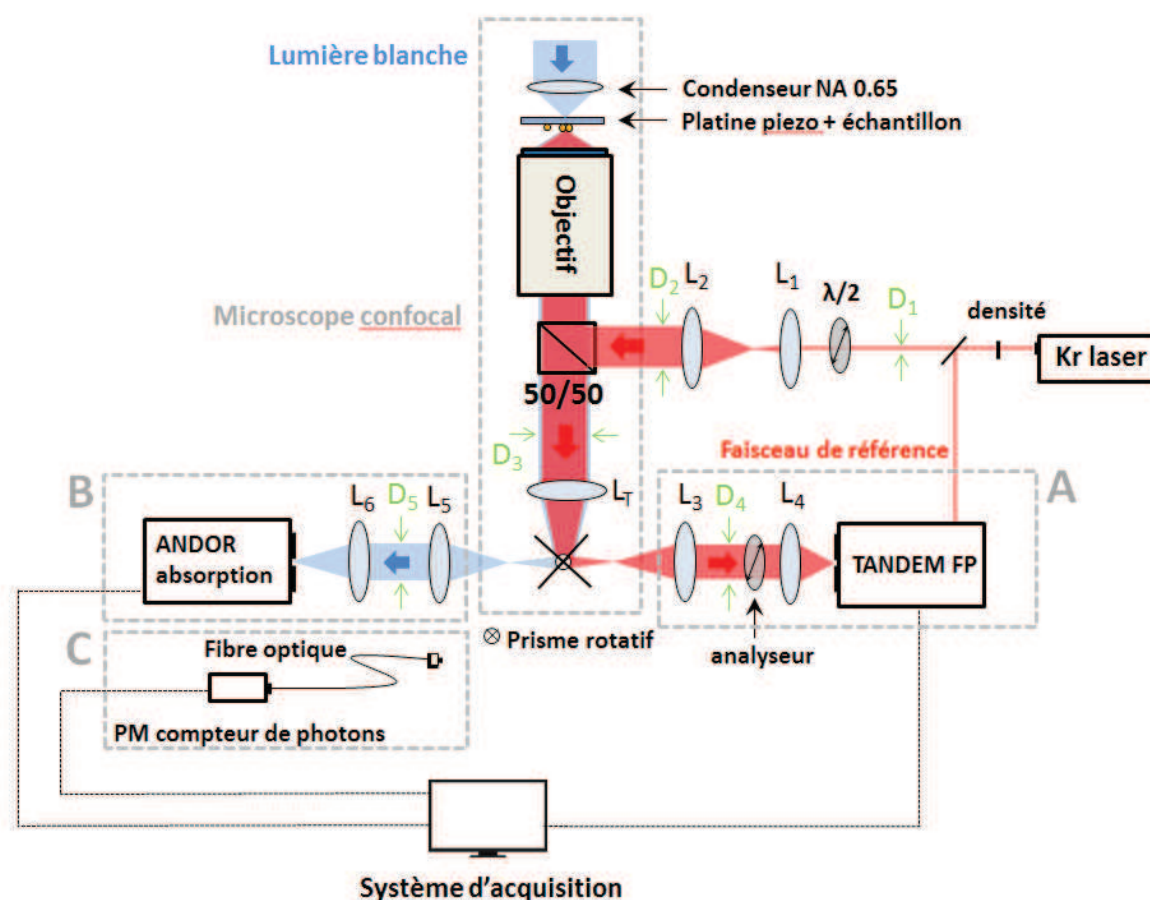 Lumière blanche
Condenseur NA 0.65
Platine piezo + échantillon
Objectif
Microscope confocal
D₂
L₂
L₁
λ/2
D₁
densité
Kr laser
50/50
D₃
Faisceau de référence
L_T
B
L₆
D₅
L₅
ANDOR
absorption
L₃
D₄
L₄
A
TANDEM FP
Prisme rotatif
analyseur
C
Fibre optique
PM compteur de photons
Système d'acquisition